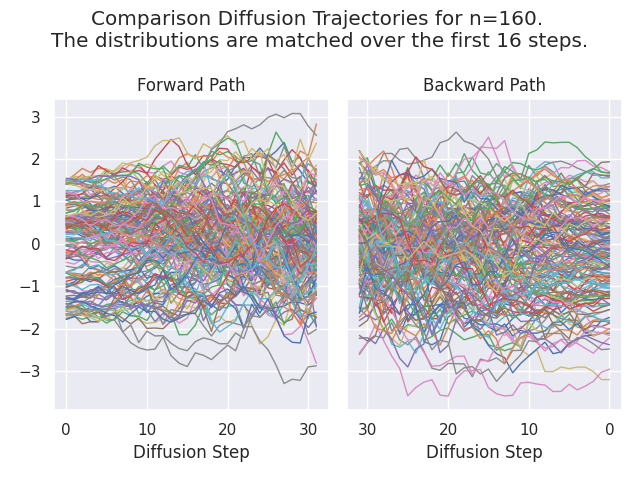 Comparison Diffusion Trajectories for n=160.
The distributions are matched over the first 16 steps.
Forward Path
Backward Path
3
2
1
0
−1
−2
−3
0 10 20 30
30 20 10 0
Diffusion Step
Diffusion Step